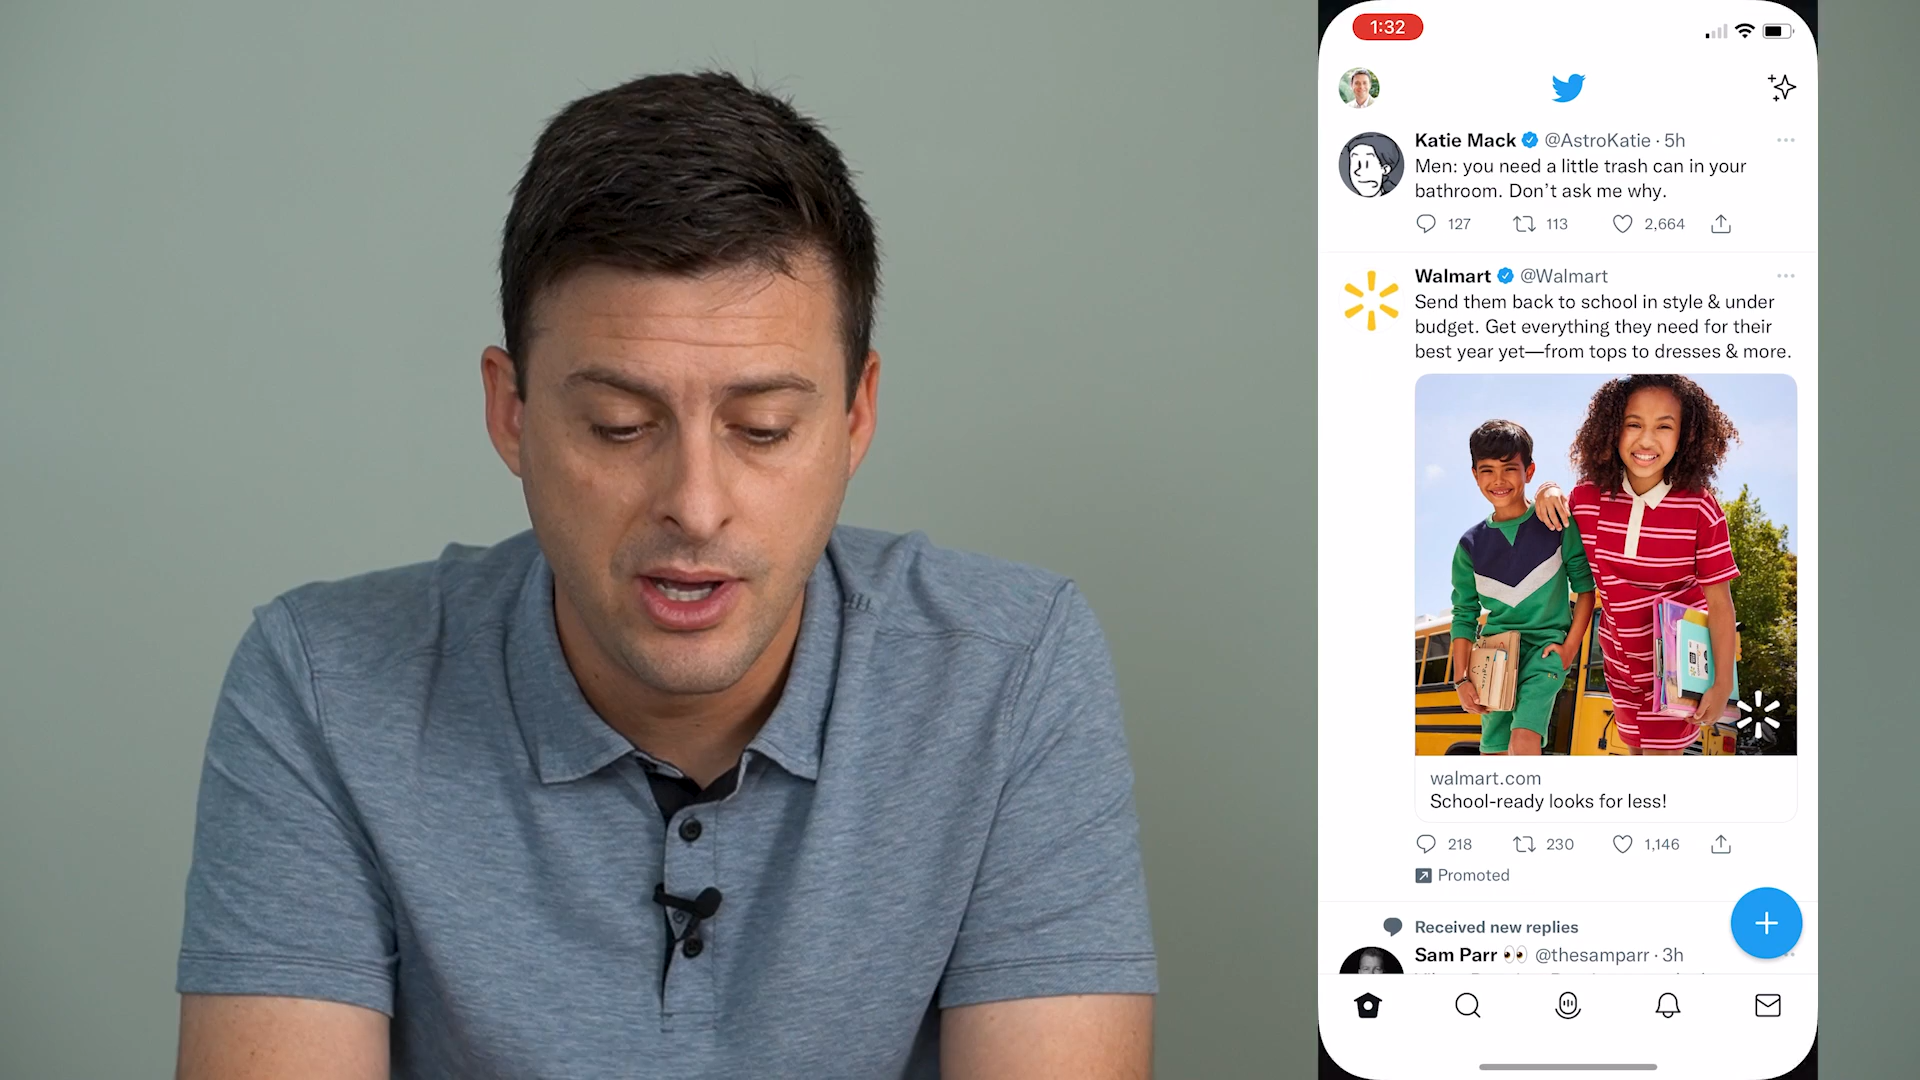 1:32
Katie Mack @AstroKatie · 5h
Men: you need a little trash can in your
bathroom. Don't ask me why.
127 113 2,664
Walmart @Walmart
Send them back to school in style & under
budget. Get everything they need for their
best year yet—from tops to dresses & more.
walmart.com
School-ready looks for less!
218 230 1,146
Promoted
Received new replies
Sam Parr 👀 @thesamparr · 3h